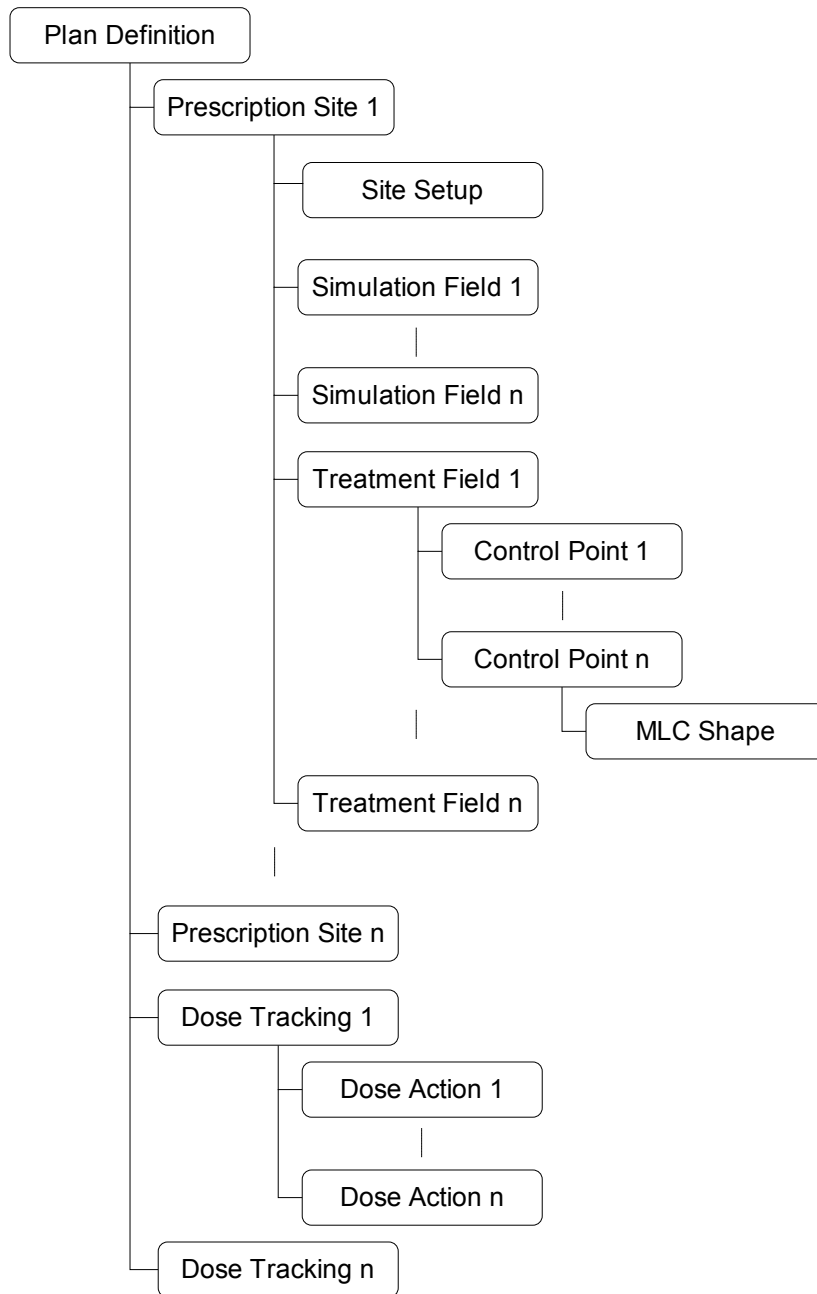 Plan Definition
Prescription Site 1
Site Setup
Simulation Field 1
Simulation Field n
Treatment Field 1
Control Point 1
Control Point n
MLC Shape
Treatment Field n
Prescription Site n
Dose Tracking 1
Dose Action 1
Dose Action n
Dose Tracking n